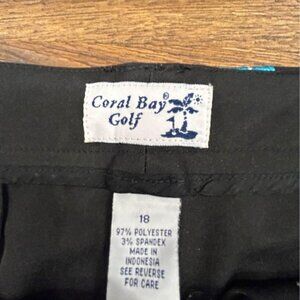 Coral Bay®
Golf
18
97% POLYESTER
3% SPANDEX
MADE IN
INDONESIA
SEE REVERSE
FOR CARE